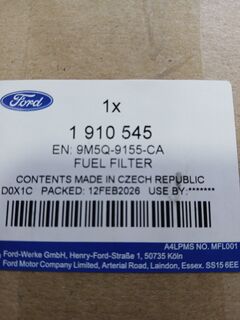 Ford
1x
1 910 545
EN: 9M5Q-9155-CA
FUEL FILTER
CONTENTS MADE IN CZECH REPUBLIC
D0X1C PACKED: 12FEB2026 USE BY:*******
A4LPMS NO. MFL001
Ford-Werke GmbH, Henry-Ford-Straße 1, 50735 Köln
Ford Motor Company Limited, Arterial Road, Laindon, Essex. SS15 6EE